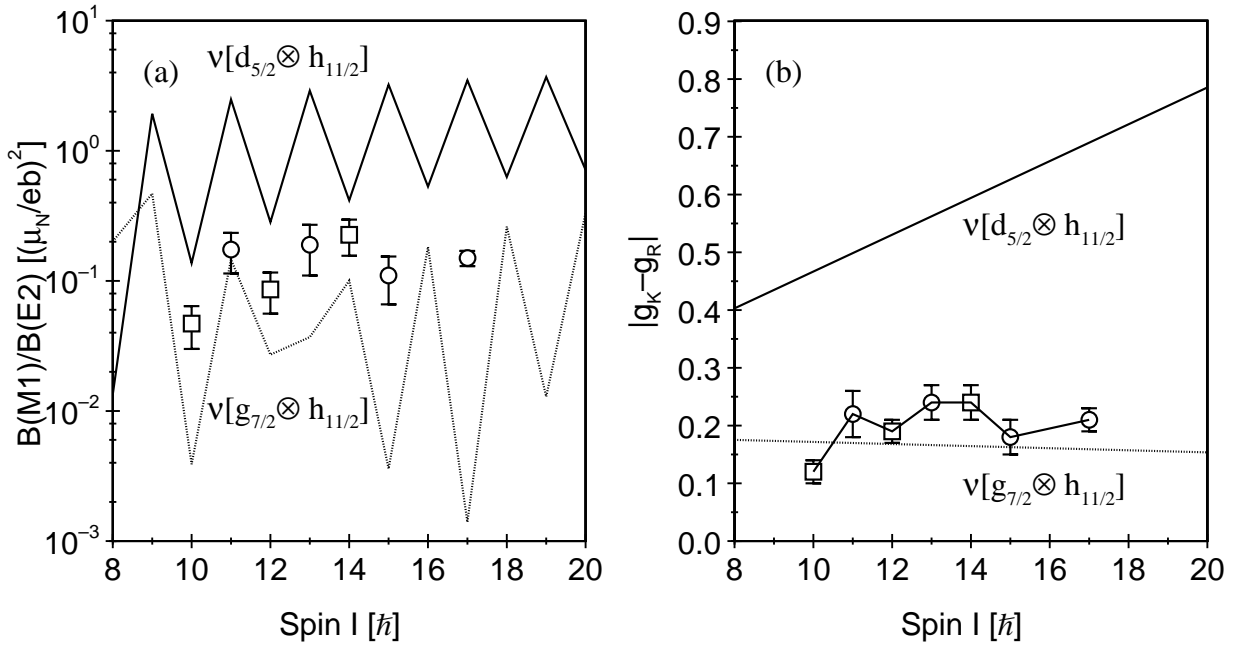 (a)
ν[d5/2⊗ h11/2]
ν[g7/2⊗ h11/2]
B(M1)/B(E2) [(μN/eb)²]
10¹
10⁰
10⁻¹
10⁻²
10⁻³
8 10 12 14 16 18 20
Spin I [ℏ]
(b)
ν[d5/2⊗ h11/2]
ν[g7/2⊗ h11/2]
|gK−gR|
0.9
0.8
0.7
0.6
0.5
0.4
0.3
0.2
0.1
0.0
8 10 12 14 16 18 20
Spin I [ℏ]